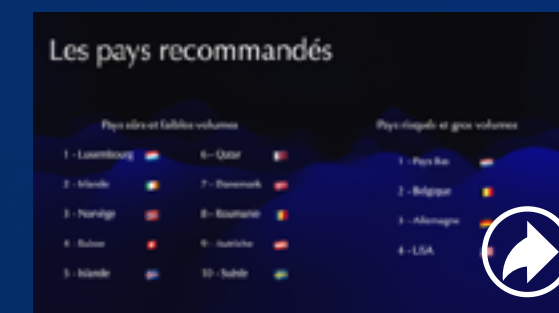 Les pays recommandés
Pays sûrs et faibles volumes
1 - Luxembourg
2 - Irlande
3 - Norvège
4 - Suisse
5 - Islande
6 - Qatar
7 - Danemark
8 - Roumanie
9 - Autriche
10 - Suède
Pays risqués et gros volumes
1 - Pays Bas
2 - Belgique
3 - Allemagne
4 - USA